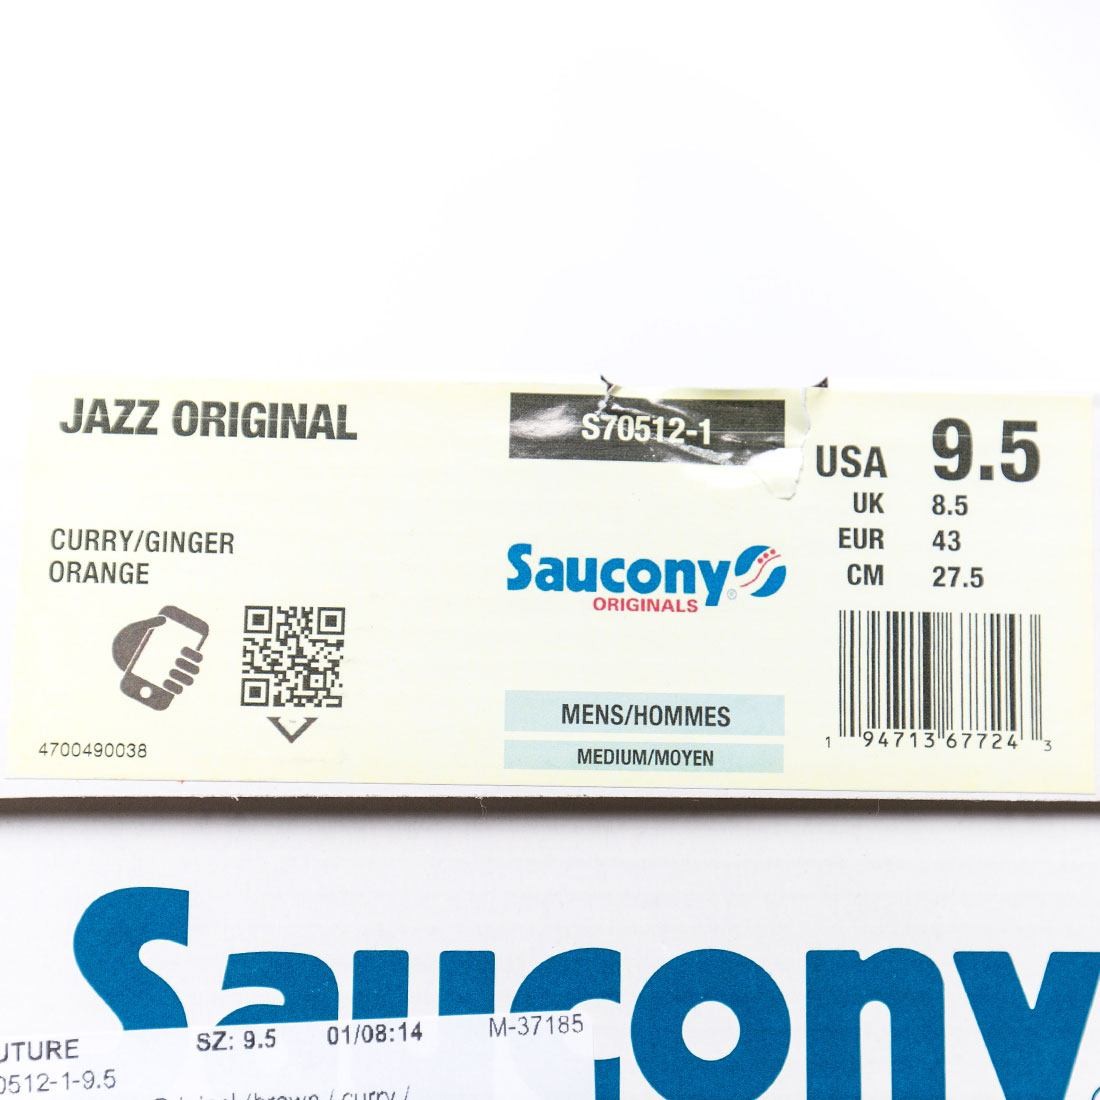 JAZZ ORIGINAL
S70512-1
USA 9.5
UK 8.5
EUR 43
CM 27.5
CURRY/GINGER
ORANGE
Saucony®
ORIGINALS
MENS/HOMMES
MEDIUM/MOYEN
4700490038
1 94713 67724 3
Saucony
UTURE
SZ: 9.5 01/08:14 M-37185
0512-1-9.5
/brown / curry /